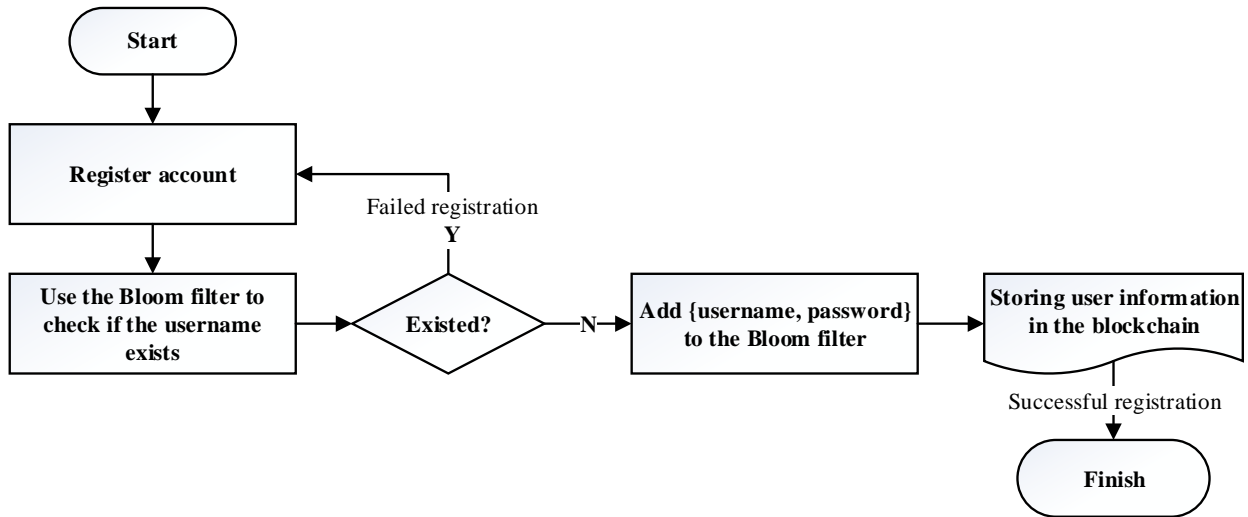 Start
Register account
Failed registration
Y
Use the Bloom filter to
check if the username
exists
Existed?
N
Add {username, password}
to the Bloom filter
Storing user information
in the blockchain
Successful registration
Finish